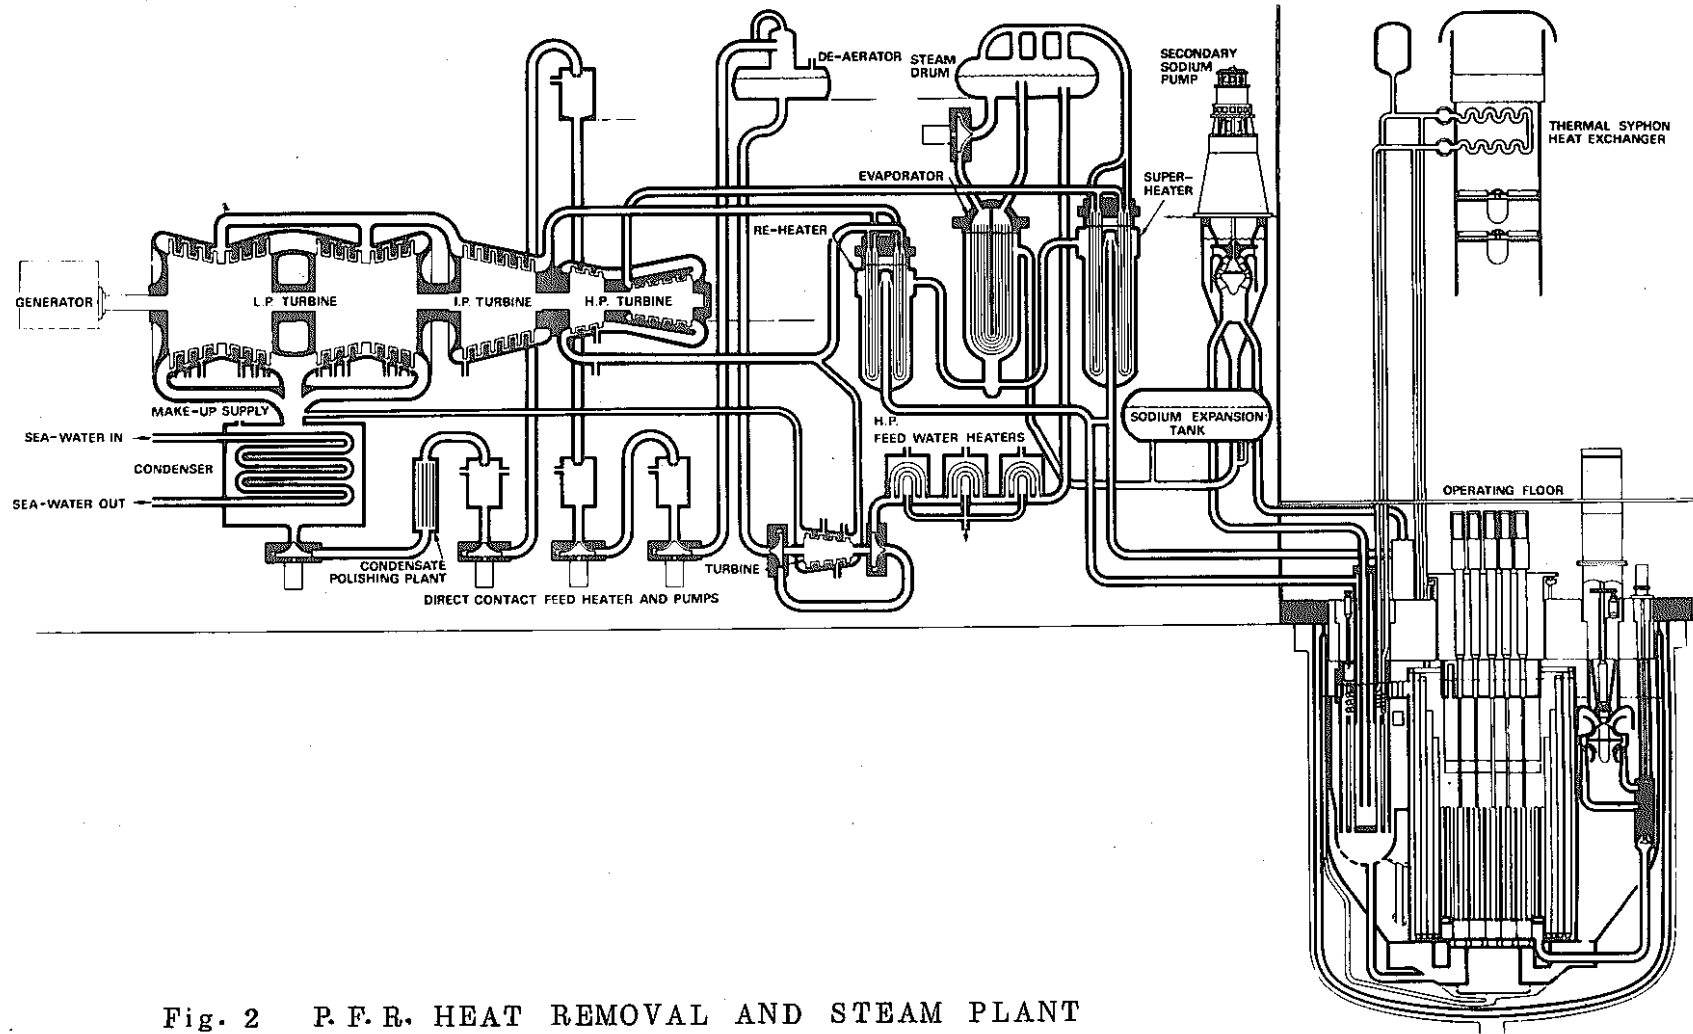 DE-AERATOR
STEAM
DRUM
SECONDARY
SODIUM
PUMP
THERMAL SYPHON
HEAT EXCHANGER
EVAPORATOR
SUPER-
HEATER
RE-HEATER
GENERATOR
L.P. TURBINE
I.P. TURBINE
H.P. TURBINE
MAKE-UP SUPPLY
SEA-WATER IN
CONDENSER
SEA-WATER OUT
H.P.
FEED WATER HEATERS
SODIUM EXPANSION
TANK
OPERATING FLOOR
CONDENSATE
POLISHING PLANT
TURBINE
DIRECT CONTACT FEED HEATER AND PUMPS
Fig. 2 P. F. R. HEAT REMOVAL AND STEAM PLANT